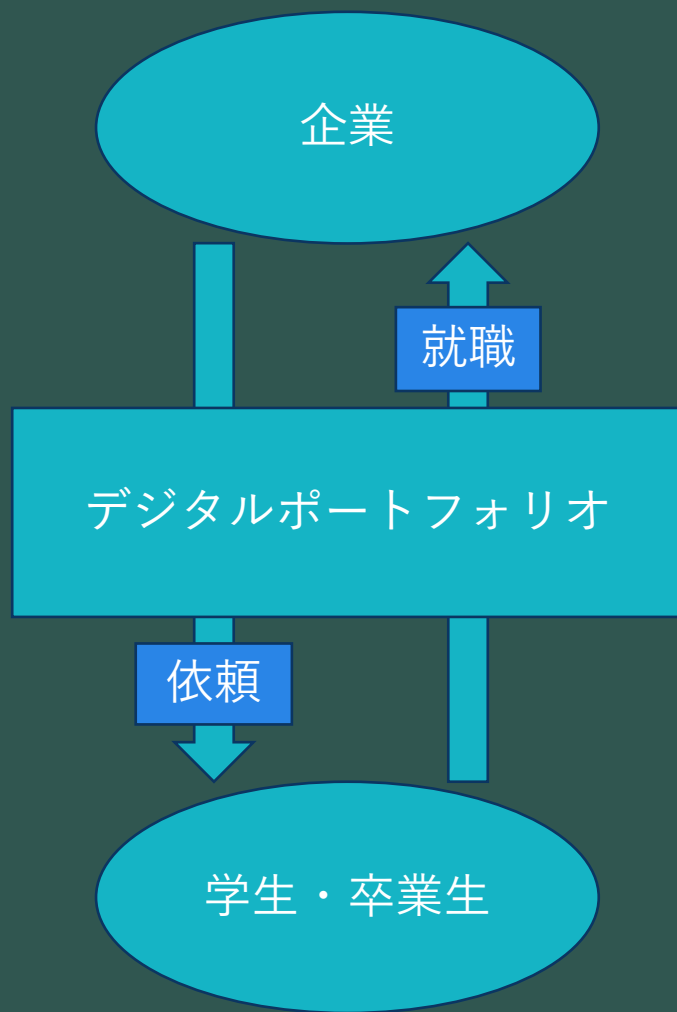 企業
就職
デジタルポートフォリオ
依頼
学生・卒業生